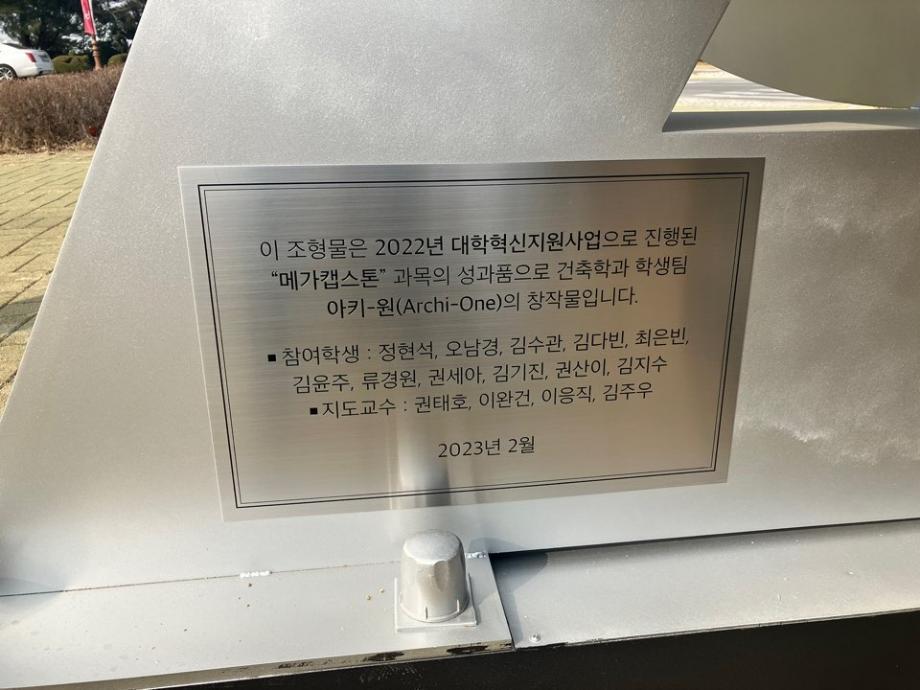 이 조형물은 2022년 대학혁신지원사업으로 진행된
“메가캡스톤” 과목의 성과품으로 건축학과 학생팀
아키-원(Archi-One)의 창작물입니다.
▪ 참여학생 : 정현석, 오남경, 김수관, 김다빈, 최은빈,
김윤주, 류경원, 권세아, 김기진, 권산이, 김지수
▪ 지도교수 : 권태호, 이완건, 이응직, 김주우
2023년 2월